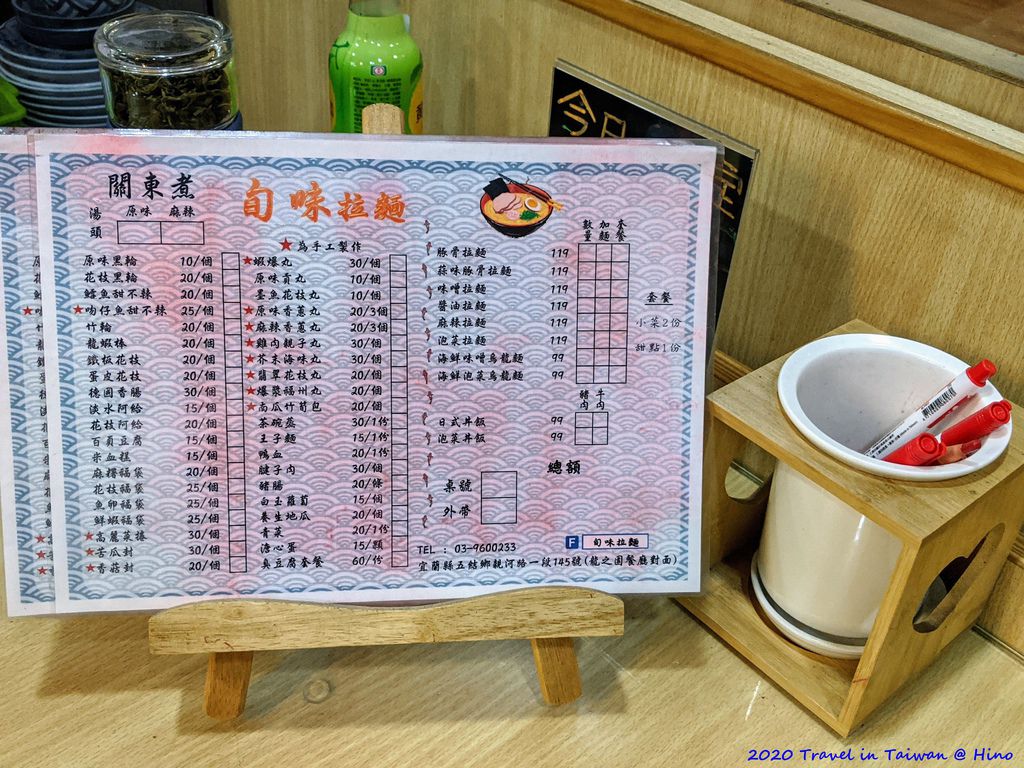 今日
關東煮
湯頭 原味 麻辣
旬味拉麵
★為手工製作
原味黑輪 10/個
花枝黑輪 20/個
鱈魚甜不辣 20/個
★吻仔魚甜不辣 25/個
竹輪 20/個
龍蝦棒 20/個
鐵板花枝 20/個
蛋皮花枝 20/個
德國香腸 30/個
淡水阿給 15/個
花枝阿給 20/個
百頁豆腐 15/個
米血糕 15/個
麻糬福袋 20/個
花枝福袋 25/個
魚卵福袋 25/個
鮮蝦福袋 25/個
★高麗菜捲 30/個
★苦瓜封 30/個
★香菇封 20/個
★蝦爆丸 30/個
原味貢丸 10/個
墨魚花枝丸 10/個
★原味香蔥丸 20/3個
★麻辣香蔥丸 20/3個
★雞肉親子丸 30/個
★芥末海味丸 30/個
★翡翠花枝丸 20/個
★爆漿福州丸 20/個
★南瓜竹荀包 20/個
茶碗蒸 30/1份
王子麵 15/1份
鴨血 20/1份
腱子肉 30/個
豬腸 20/條
白玉蘿蔔 15/個
養生地瓜 20/個
青菜 20/1份
溏心蛋 15/顆
臭豆腐套餐 60/份
數量 加麵 套餐
豚骨拉麵 119
蒜味豚骨拉麵 119
味噌拉麵 119
醬油拉麵 119
麻辣拉麵 119
泡菜拉麵 119
海鮮味噌烏龍麵 99
海鮮泡菜烏龍麵 99
套餐
小菜2份
甜點1份
豬肉 牛肉
日式丼飯 99
泡菜丼飯 99
總額
桌號
外帶
旬味拉麵
TEL : 03-9600233
宜蘭縣五結鄉親河路一段145號(龍之園餐廳對面)
2020 Travel in Taiwan @ Hino